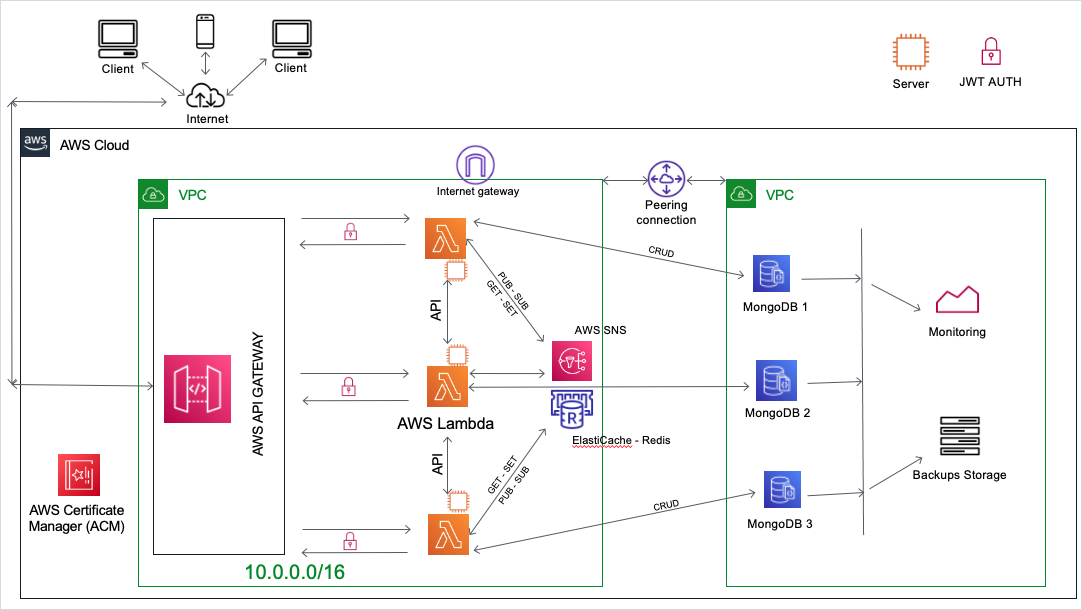 Client
Client
Internet
Server
JWT AUTH
aws
AWS Cloud
Internet gateway
VPC
Peering
connection
VPC
CRUD
PUB - SUB
GET - SET
API
MongoDB 1
AWS SNS
Monitoring
AWS API GATEWAY
AWS Lambda
MongoDB 2
R
ElastiCache - Redis
API
GET - SET
PUB - SUB
Backups Storage
AWS Certificate
Manager (ACM)
CRUD
MongoDB 3
10.0.0.0/16